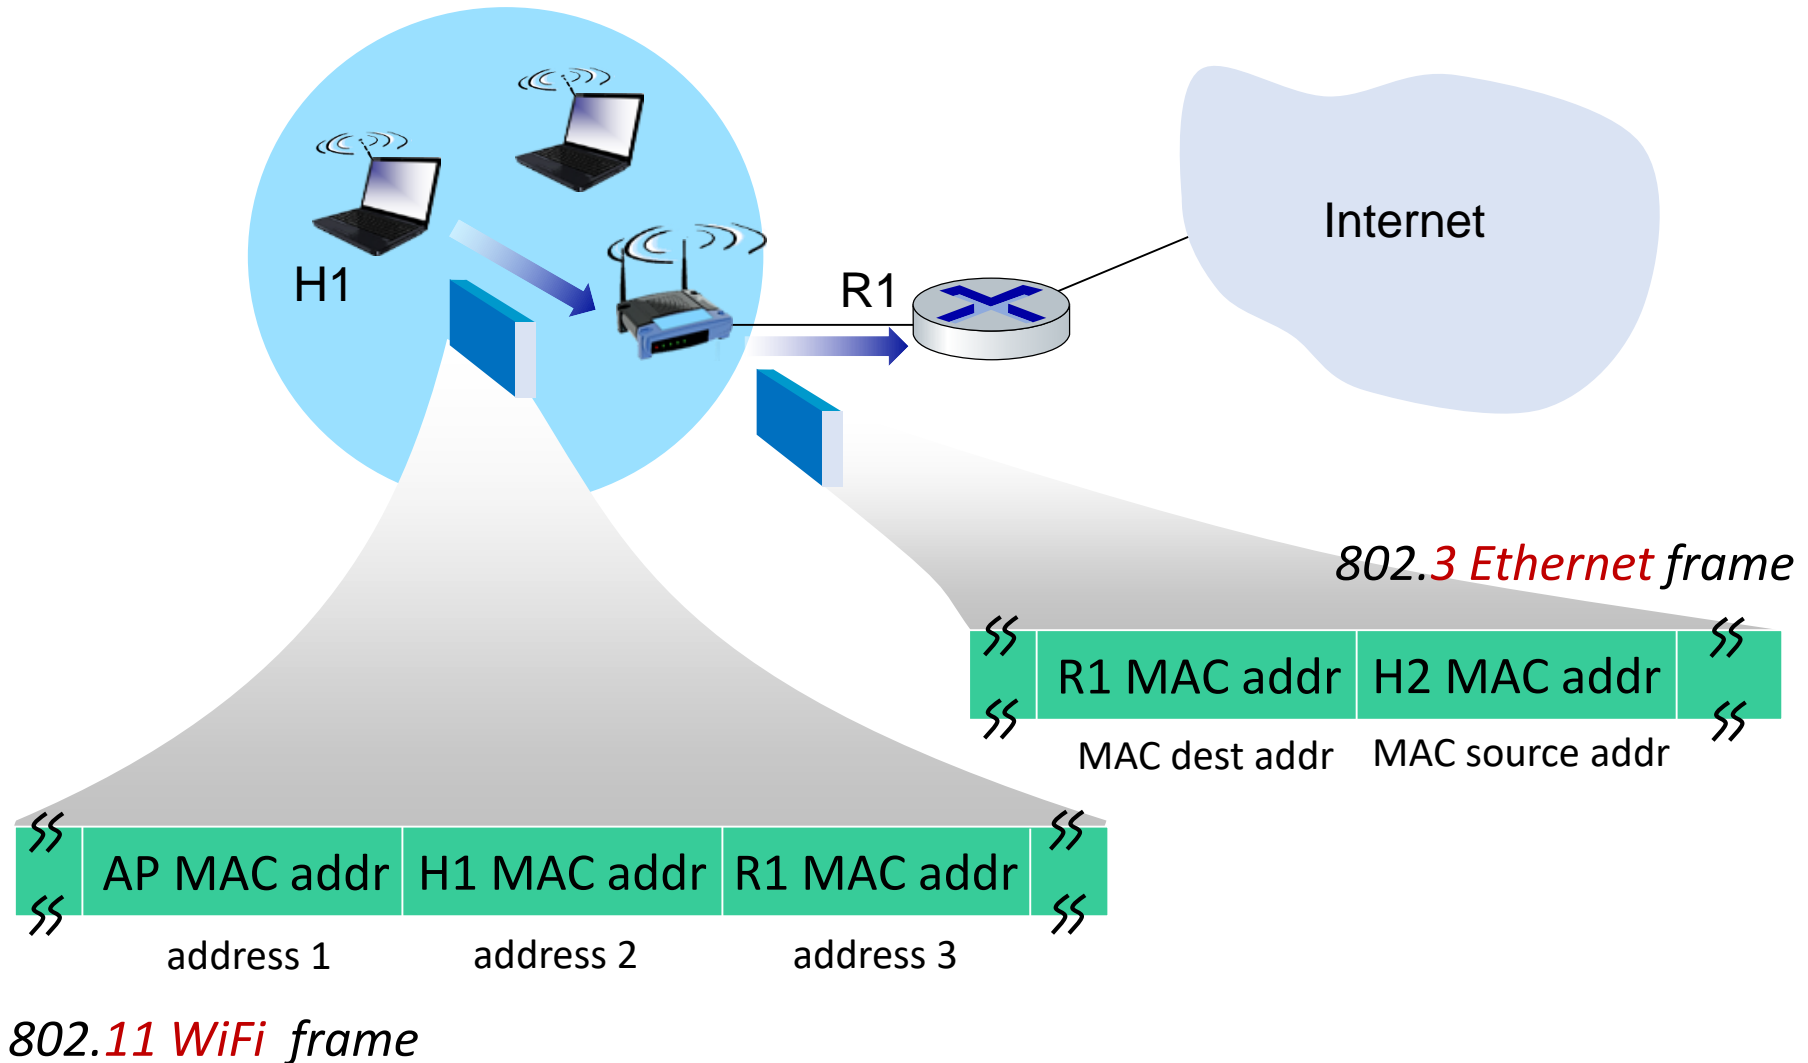 Internet
H1
R1
802.3 Ethernet frame
R1 MAC addr H2 MAC addr
MAC dest addr MAC source addr
AP MAC addr H1 MAC addr R1 MAC addr
address 1 address 2 address 3
802.11 WiFi frame